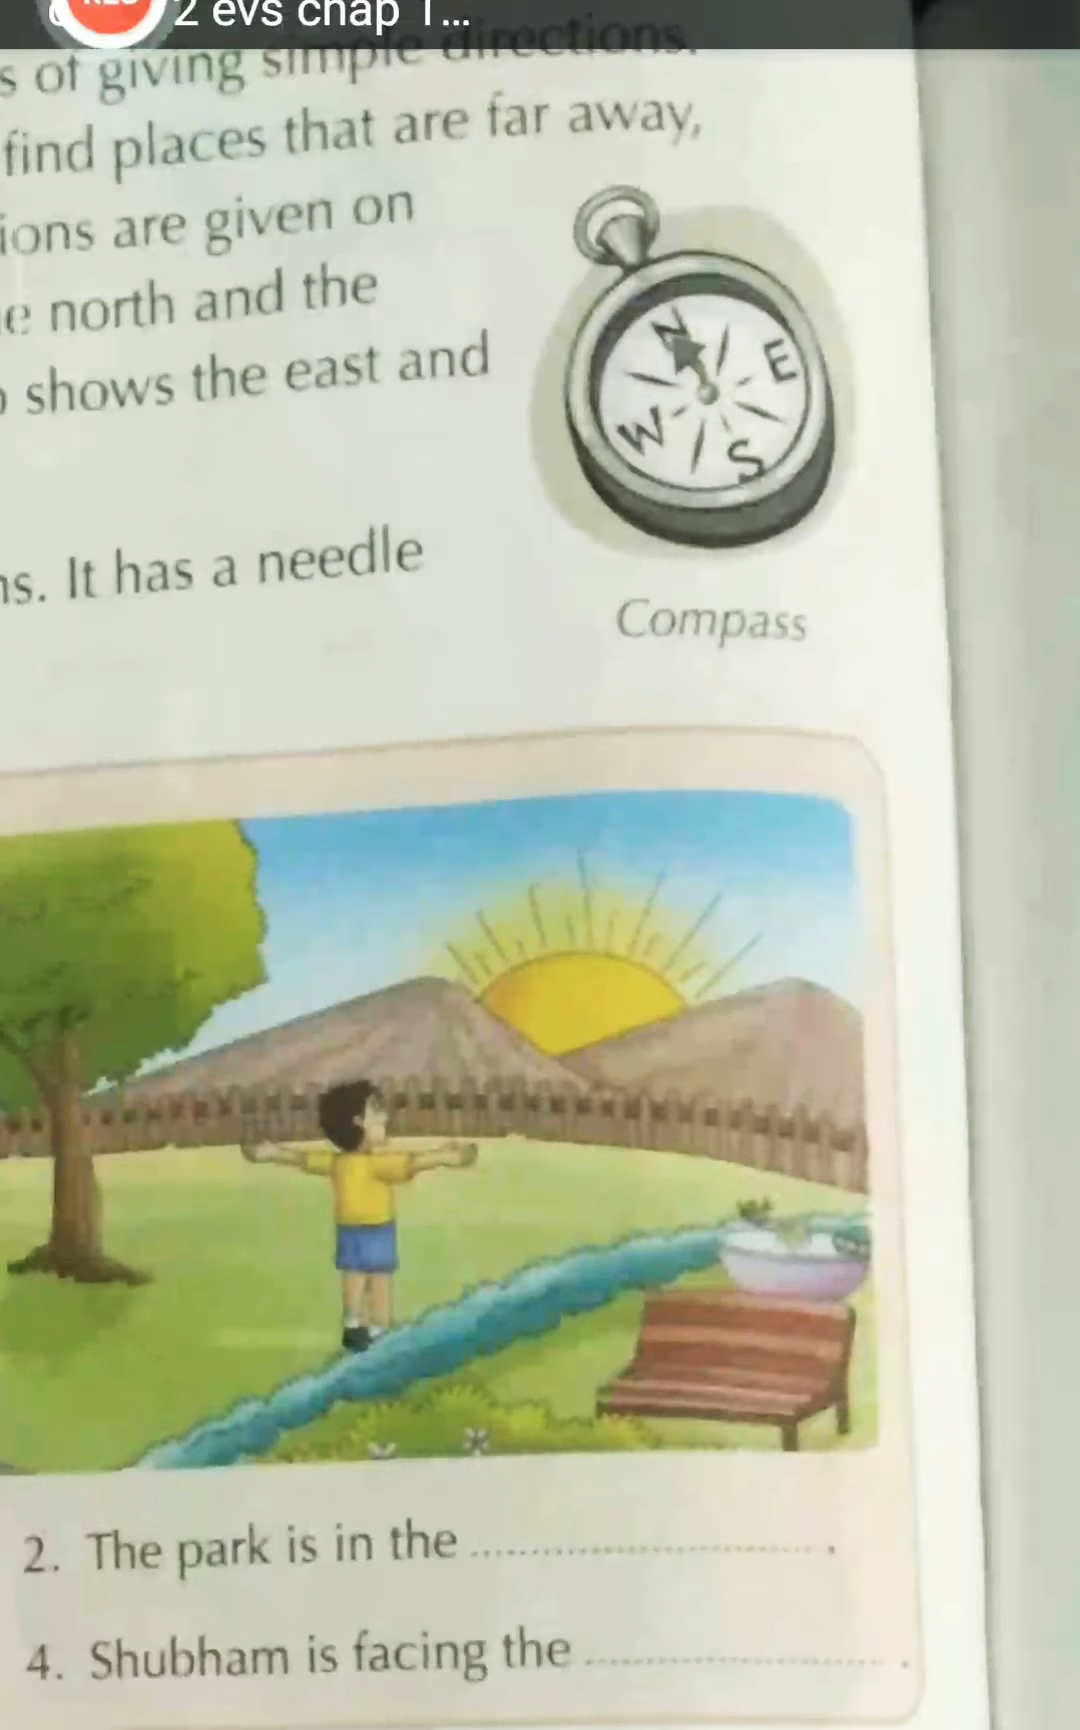 2 evs chap 1...
s of giving simple directions.
find places that are far away,
ions are given on
e north and the
shows the east and
N
E
W
S
ns. It has a needle
Compass
2. The park is in the ..............................
4. Shubham is facing the ..............................